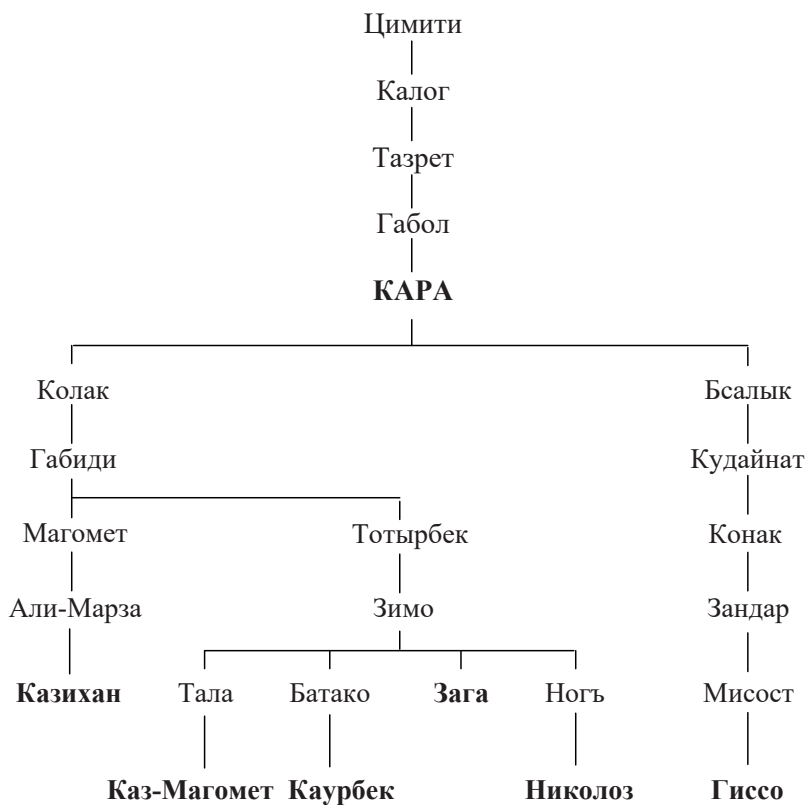 Цимити
Калог
Тазрет
Габол
КАРА
Колак Бсалык
Габиди Кудайнат
Магомет Тотырбек Конак
Али-Марза Зимо Зандар
Казихан Тала Батако Зага Ногъ Мисост
Каз-Магомет Каурбек Николоз Гиссо